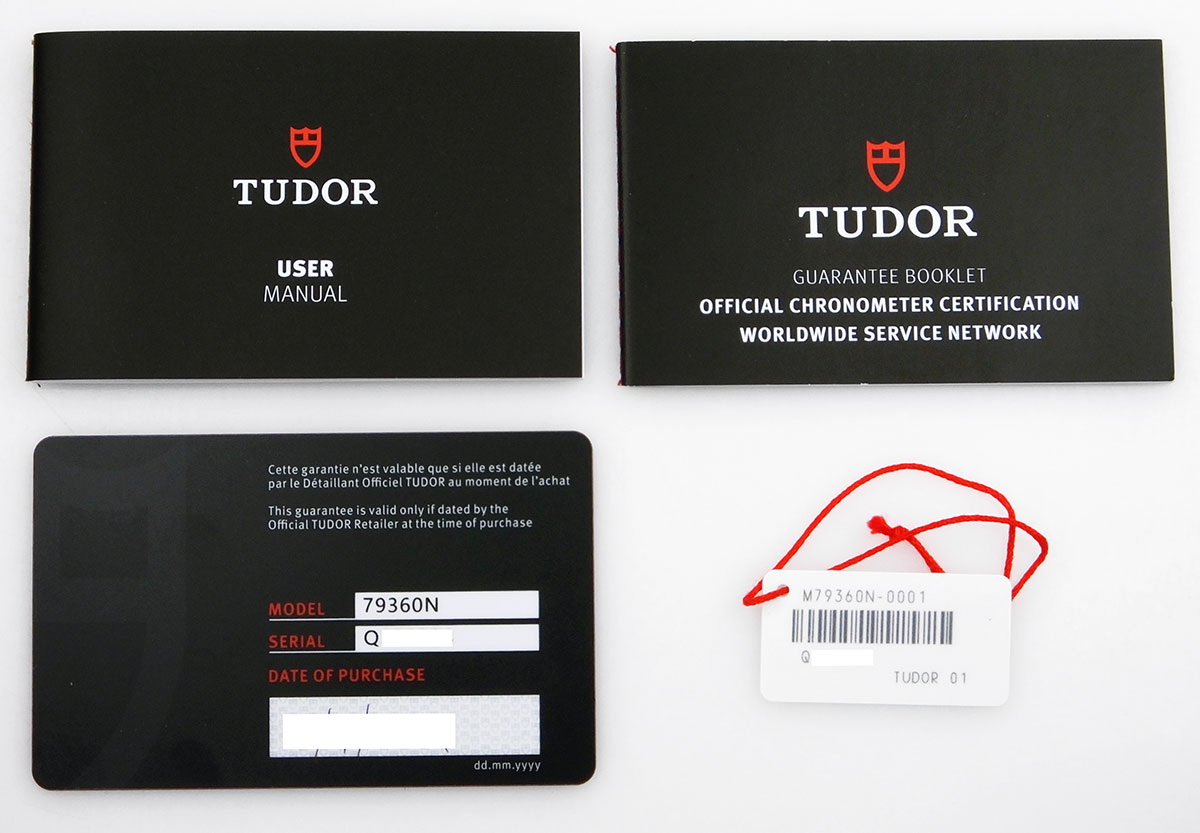 TUDOR
USER
MANUAL
TUDOR
GUARANTEE BOOKLET
OFFICIAL CHRONOMETER CERTIFICATION
WORLDWIDE SERVICE NETWORK
Cette garantie n'est valable que si elle est datée
par le Détaillant Officiel TUDOR au moment de l'achat
This guarantee is valid only if dated by the
Official TUDOR Retailer at the time of purchase
MODEL 79360N
SERIAL Q
DATE OF PURCHASE
dd.mm.yyyy
M79360N-0001
Q
TUDOR 01